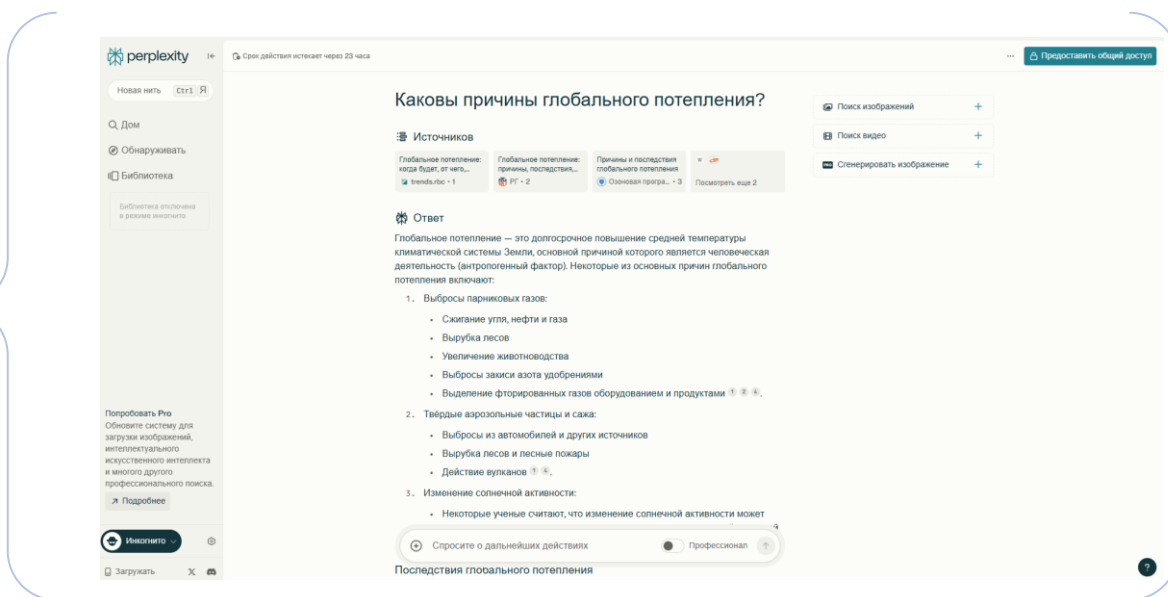 perplexity
Срок действия истекает через 23 часа
Предоставить общий доступ
Новая нить Ctrl Я
Дом
Обнаруживать
Библиотека
Библиотека отключена
в режиме инкогнито
Попробовать Pro
Обновите систему для
загрузки изображений,
интеллектуального
искусственного интеллекта
и многого другого
профессионального поиска.
Подробнее
Инкогнито
Загружать
Каковы причины глобального потепления?
Источников
Глобальное потепление:
когда будет, от чего,...
trends.rbc • 1
Глобальное потепление:
причины, последствия,...
РГ • 2
Причины и последствия
глобального потепления
Озоновая програ... • 3
Посмотреть еще 2
Ответ
Глобальное потепление — это долгосрочное повышение средней температуры
климатической системы Земли, основной причиной которого является человеческая
деятельность (антропогенный фактор). Некоторые из основных причин глобального
потепления включают:
1. Выбросы парниковых газов:
• Сжигание угля, нефти и газа
• Вырубка лесов
• Увеличение животноводства
• Выбросы закиси азота удобрениями
• Выделение фторированных газов оборудованием и продуктами 1 2 4.
2. Твёрдые аэрозольные частицы и сажа:
• Выбросы из автомобилей и других источников
• Вырубка лесов и лесные пожары
• Действие вулканов 1 4.
3. Изменение солнечной активности:
• Некоторые ученые считают, что изменение солнечной активности может
Спросите о дальнейших действиях Профессионал
Последствия глобального потепления
Поиск изображений
Поиск видео
Сгенерировать изображение
?